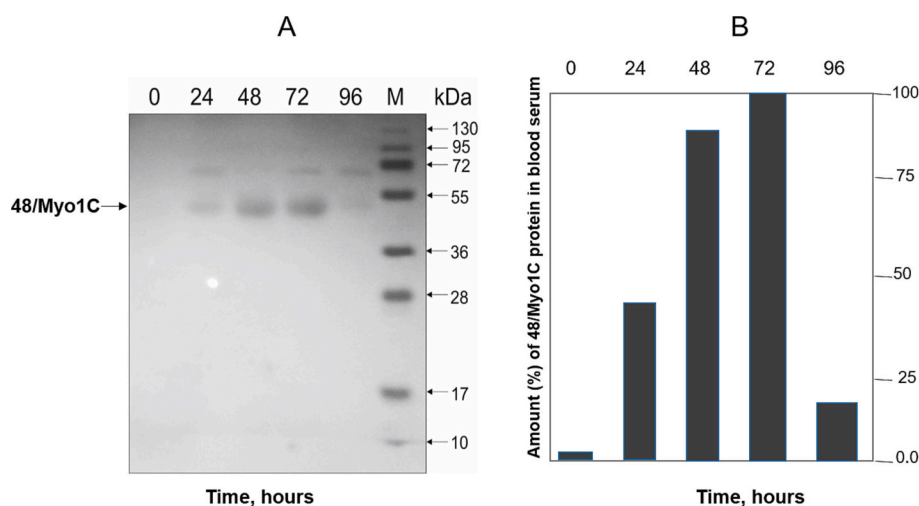 A
0 24 48 72 96 M kDa
130
95
72
55
48/Myo1C
36
28
17
10
Time, hours
B
0 24 48 72 96
Amount (%) of 48/Myo1C protein in blood serum
100
75
50
25
0.0
Time, hours